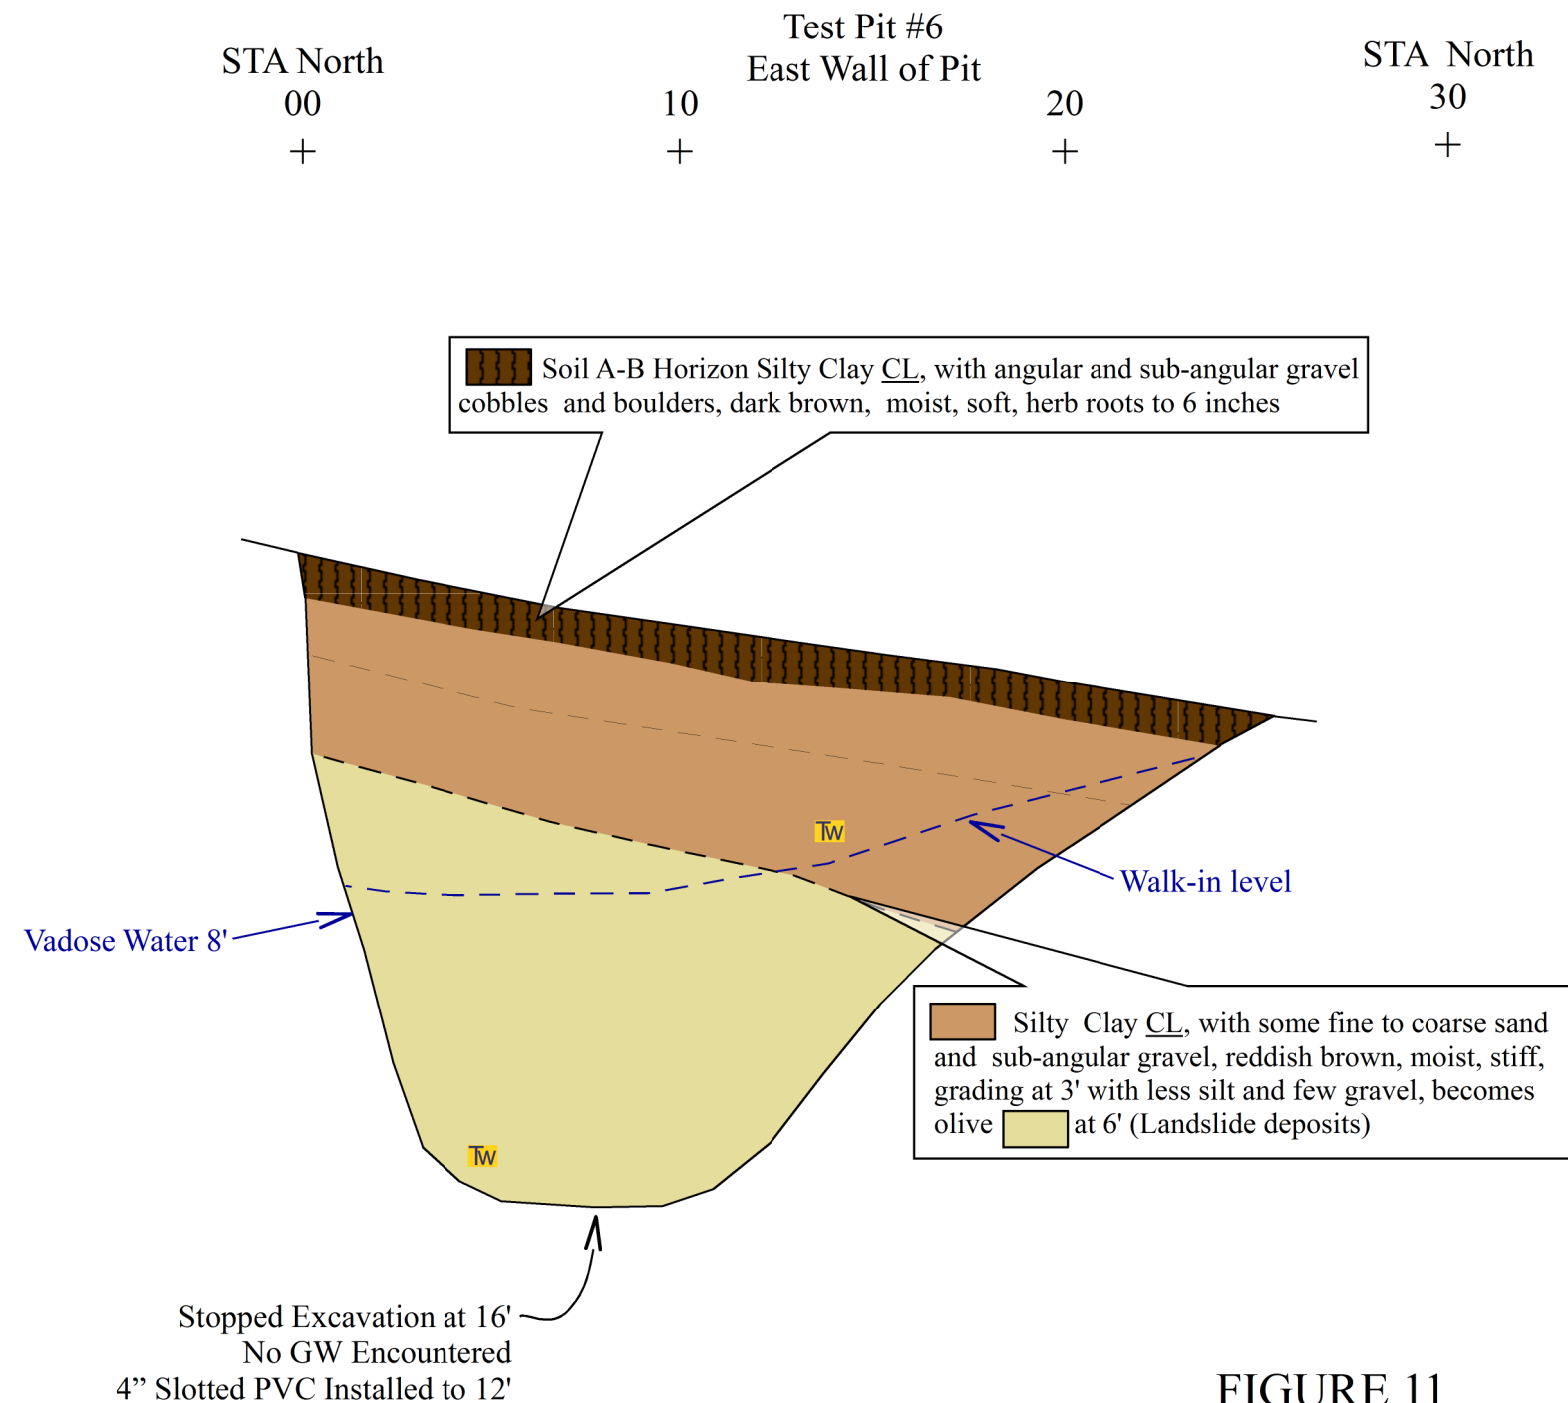 Test Pit #6
East Wall of Pit
STA North
STA  North
00
10
20
30
Soil A-B Horizon Silty Clay CL, with angular and sub-angular gravel
cobbles and boulders, dark brown, moist, soft, herb roots to 6 inches
Tw
Walk-in level
Vadose Water 8'
Silty Clay CL, with some fine to coarse sand
and sub-angular gravel, reddish brown, moist, stiff,
grading at 3' with less silt and few gravel, becomes
olive at 6' (Landslide deposits)
Tw
Stopped Excavation at 16'
No GW Encountered
4” Slotted PVC Installed to 12'
FIGURE 11